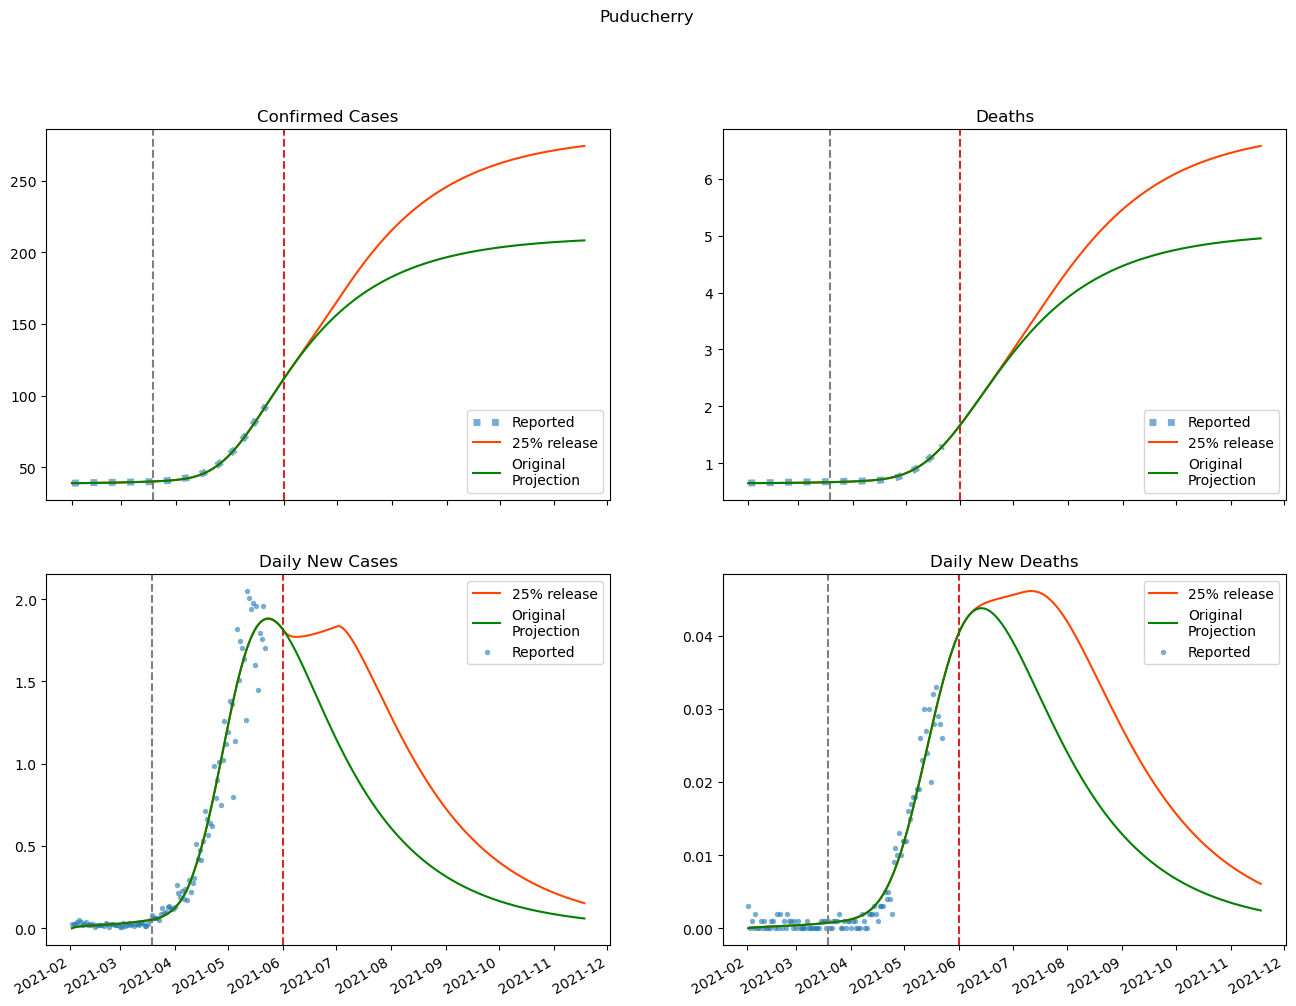 Puducherry
Confirmed Cases
250
200
150
100
50
Reported
25% release
Original
Projection
Deaths
6
5
4
3
2
1
Reported
25% release
Original
Projection
Daily New Cases
2.0
1.5
1.0
0.5
0.0
25% release
Original
Projection
Reported
2021-02 2021-03 2021-04 2021-05 2021-06 2021-07 2021-08 2021-09 2021-10 2021-11 2021-12
Daily New Deaths
0.04
0.03
0.02
0.01
0.00
25% release
Original
Projection
Reported
2021-02 2021-03 2021-04 2021-05 2021-06 2021-07 2021-08 2021-09 2021-10 2021-11 2021-12